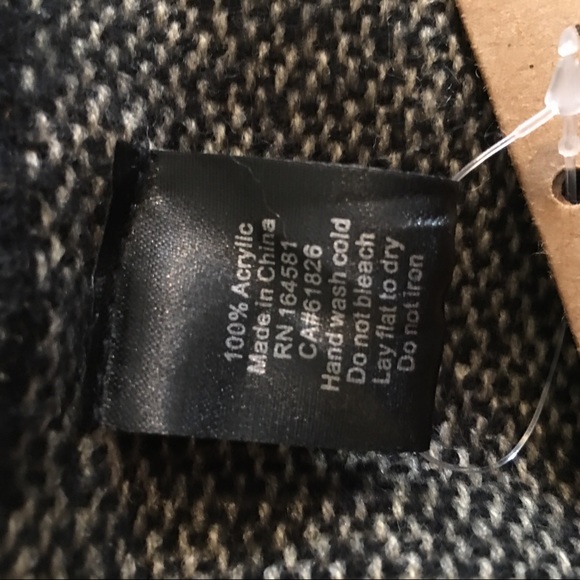 100% Acrylic
Made in China
RN 164581
CA#61826
Hand wash cold
Do not bleach
Lay flat to dry
Do not iron